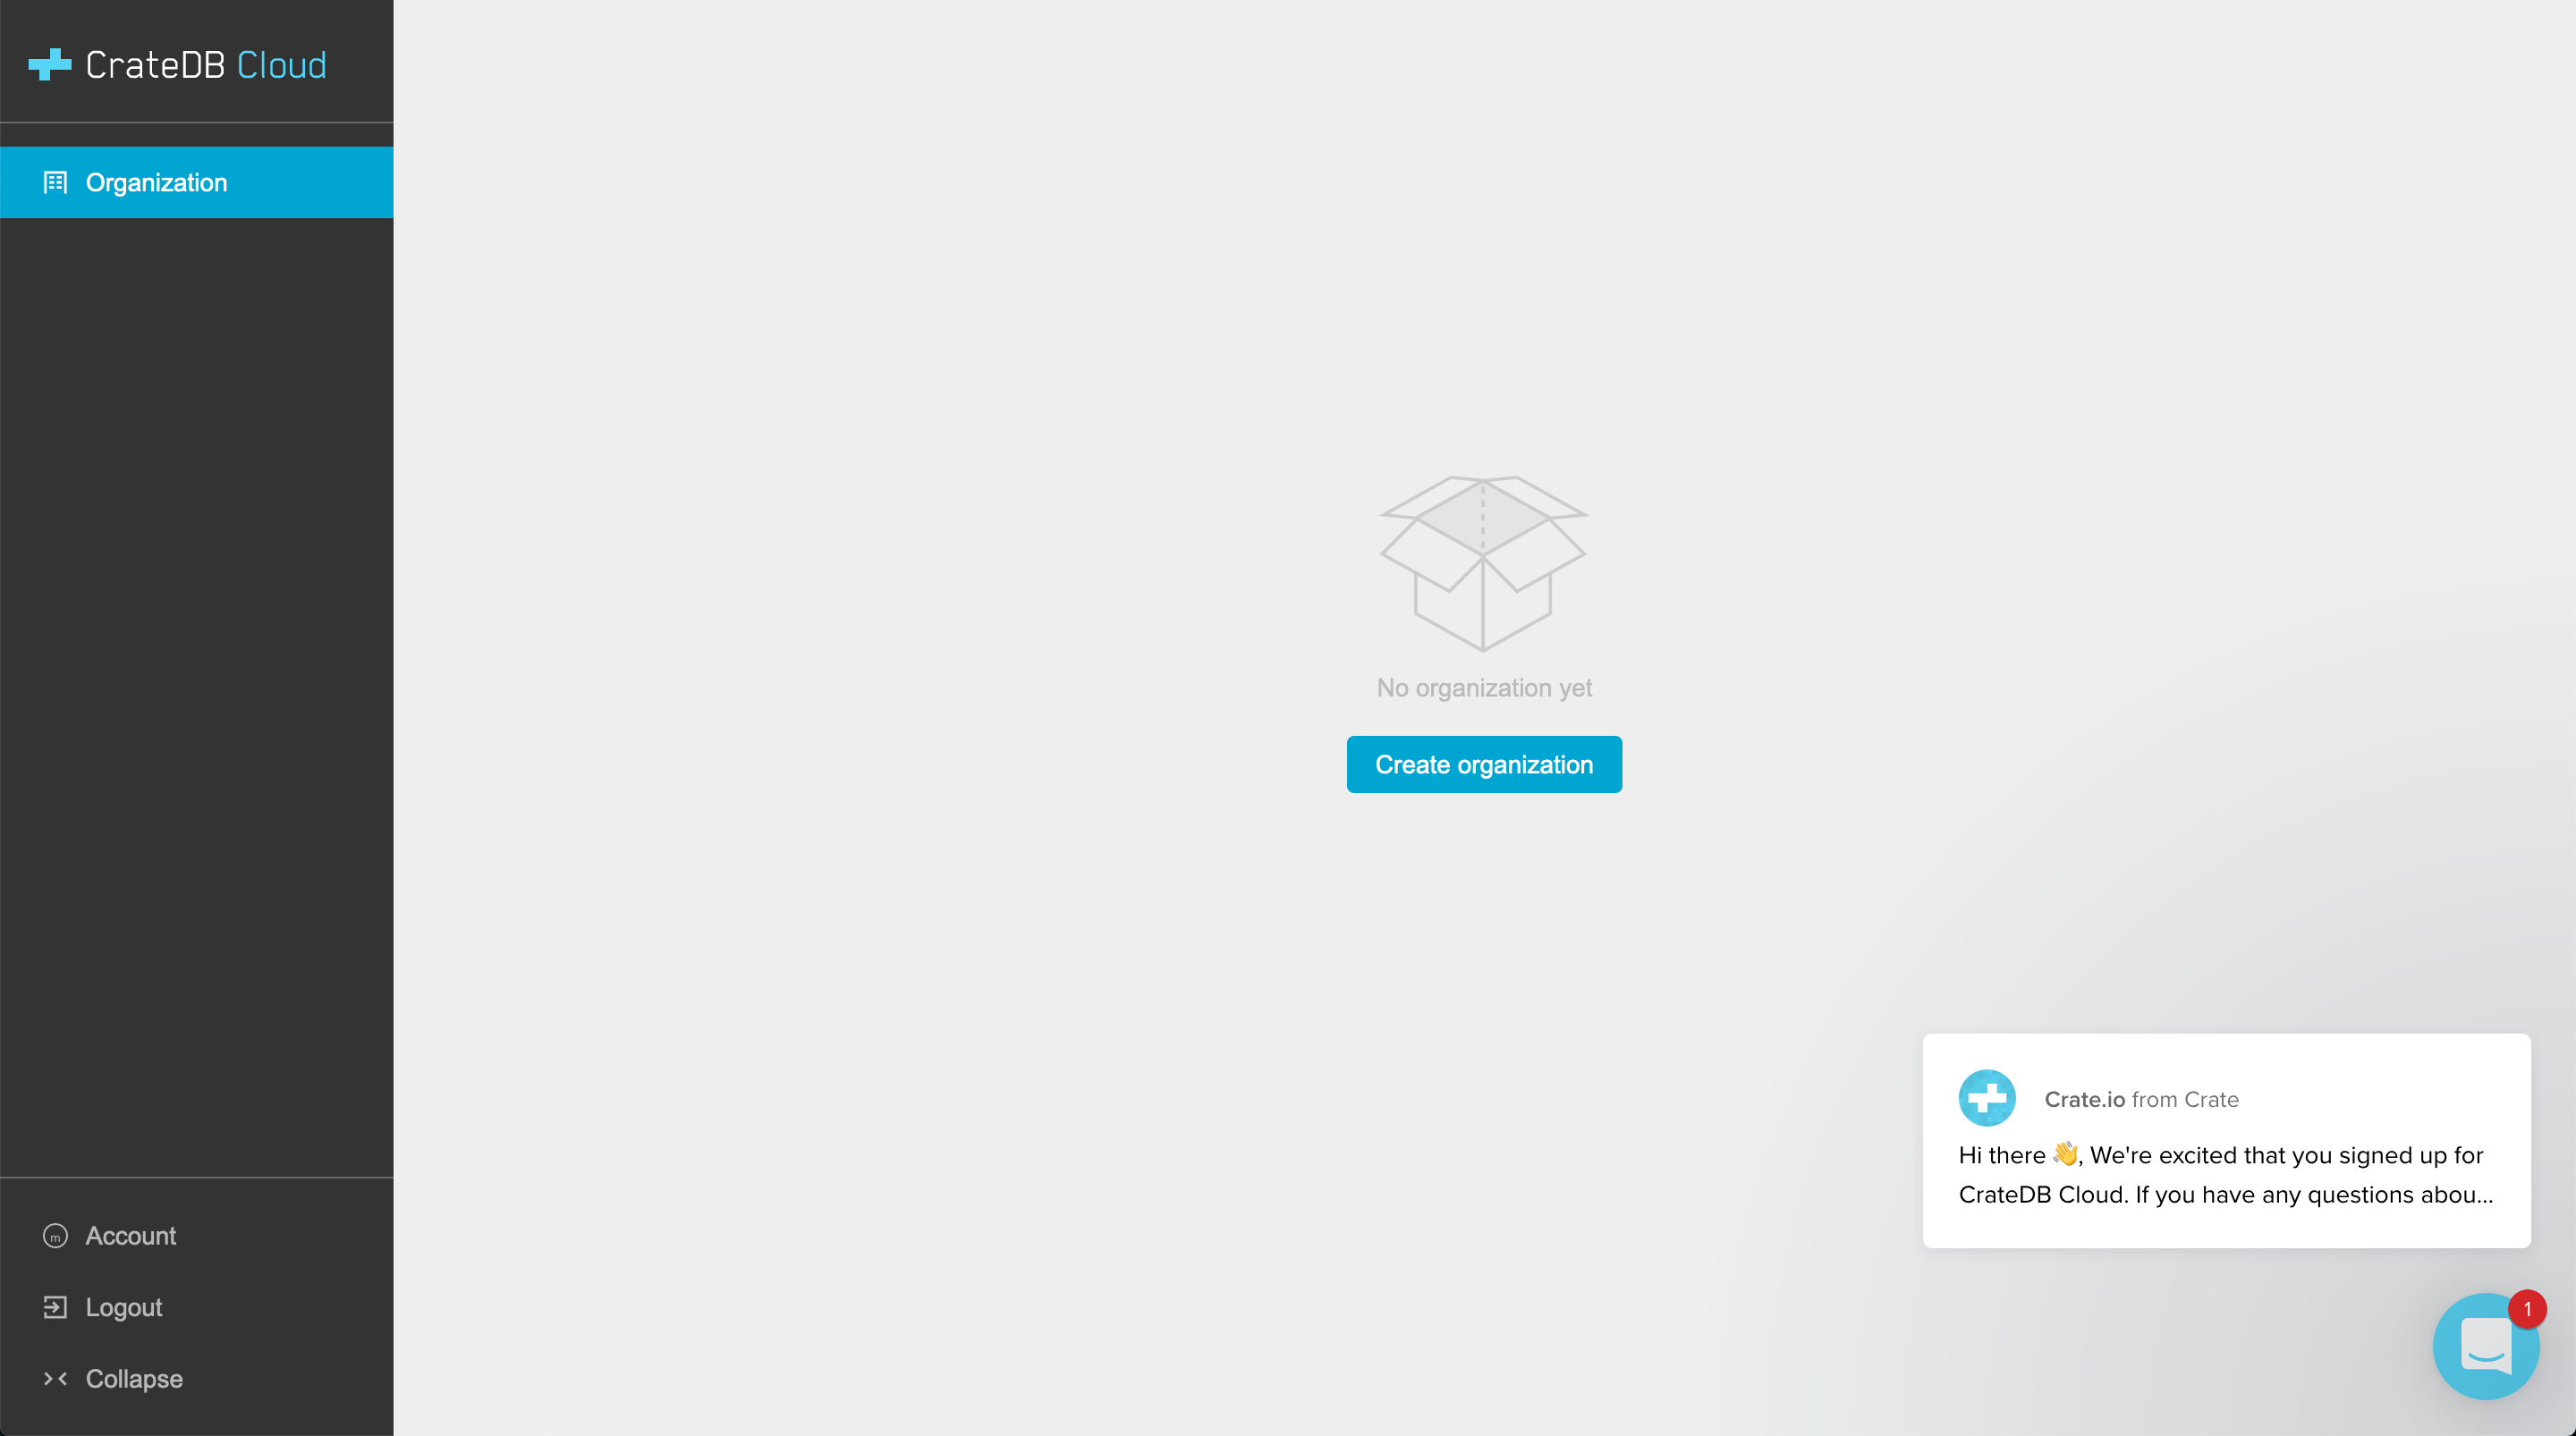 CrateDB Cloud
Organization
No organization yet
Create organization
Crate.io from Crate
Hi there 👋, We're excited that you signed up for
CrateDB Cloud. If you have any questions abou...
1
m Account
Logout
Collapse